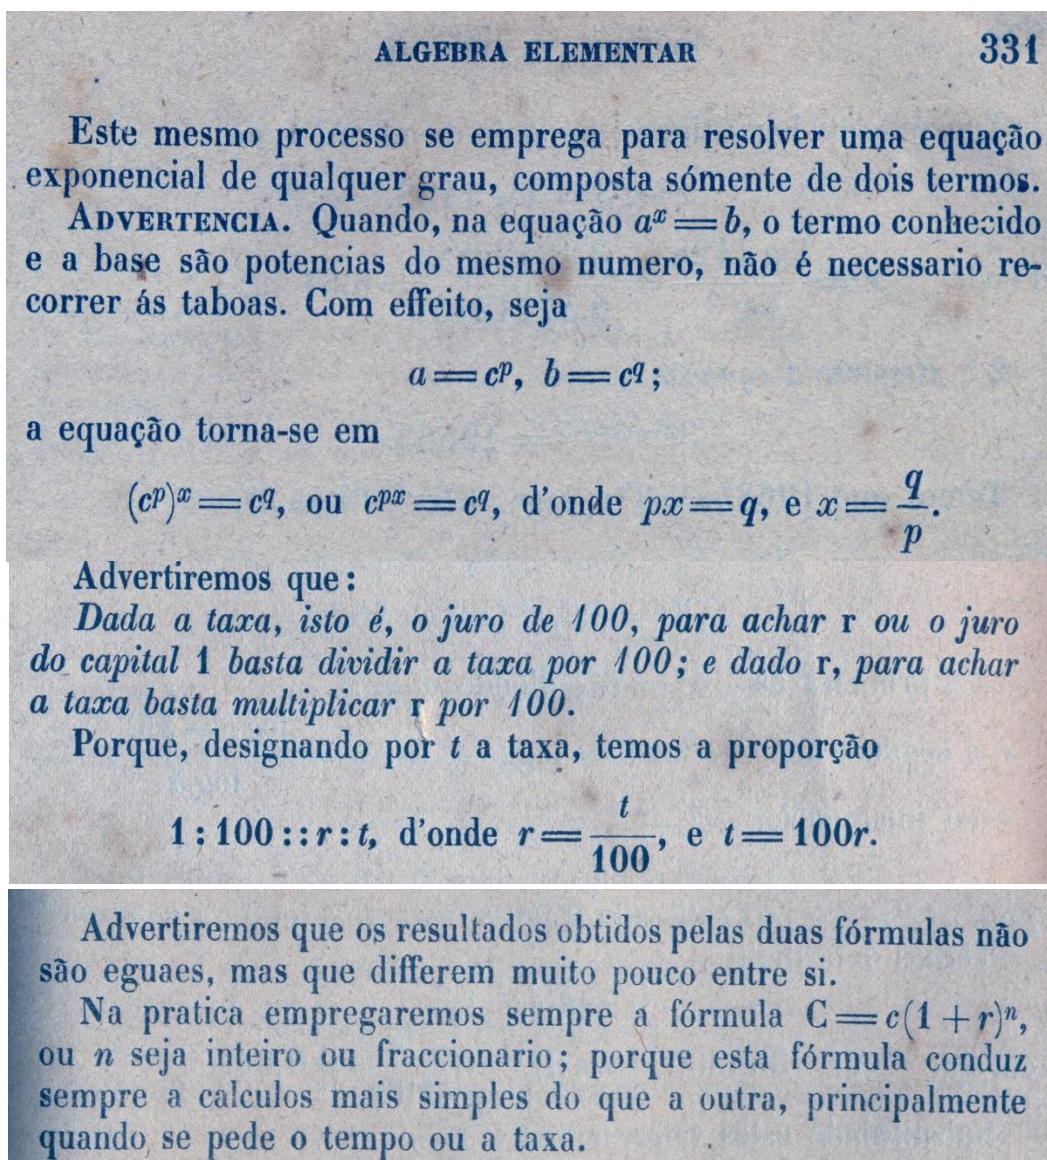 ALGEBRA ELEMENTAR 331
Este mesmo processo se emprega para resolver uma equação
exponencial de qualquer grau, composta sómente de dois termos.
ADVERTENCIA. Quando, na equação aˣ = b, o termo conhecido
e a base são potencias do mesmo numero, não é necessario re-
correr ás taboas. Com effeito, seja
a = cᵖ, b = c^q;
a equação torna-se em
(cᵖ)ˣ = c^q, ou cᵖˣ = c^q, d'onde px = q, e x = q/p.
Advertiremos que:
Dada a taxa, isto é, o juro de 100, para achar r ou o juro
do capital 1 basta dividir a taxa por 100; e dado r, para achar
a taxa basta multiplicar r por 100.
Porque, designando por t a taxa, temos a proporção
1 : 100 :: r : t, d'onde r = t/100, e t = 100r.
Advertiremos que os resultados obtidos pelas duas fórmulas não
são eguaes, mas que differem muito pouco entre si.
Na pratica empregaremos sempre a fórmula C = c(1 + r)ⁿ,
ou n seja inteiro ou fraccionario; porque esta fórmula conduz
sempre a calculos mais simples do que a outra, principalmente
quando se pede o tempo ou a taxa.